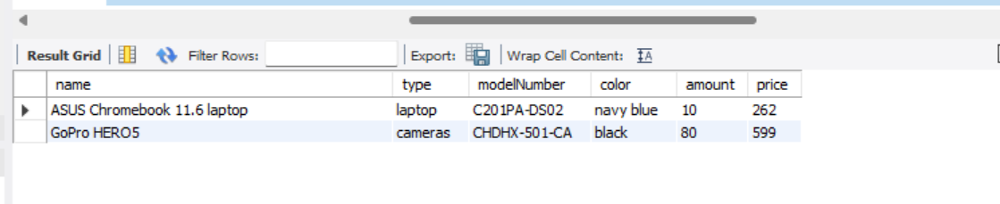 Result Grid Filter Rows: Export: Wrap Cell Content: IA
name type modelNumber color amount price
ASUS Chromebook 11.6 laptop laptop C201PA-DS02 navy blue 10 262
GoPro HERO5 cameras CHDHX-501-CA black 80 599